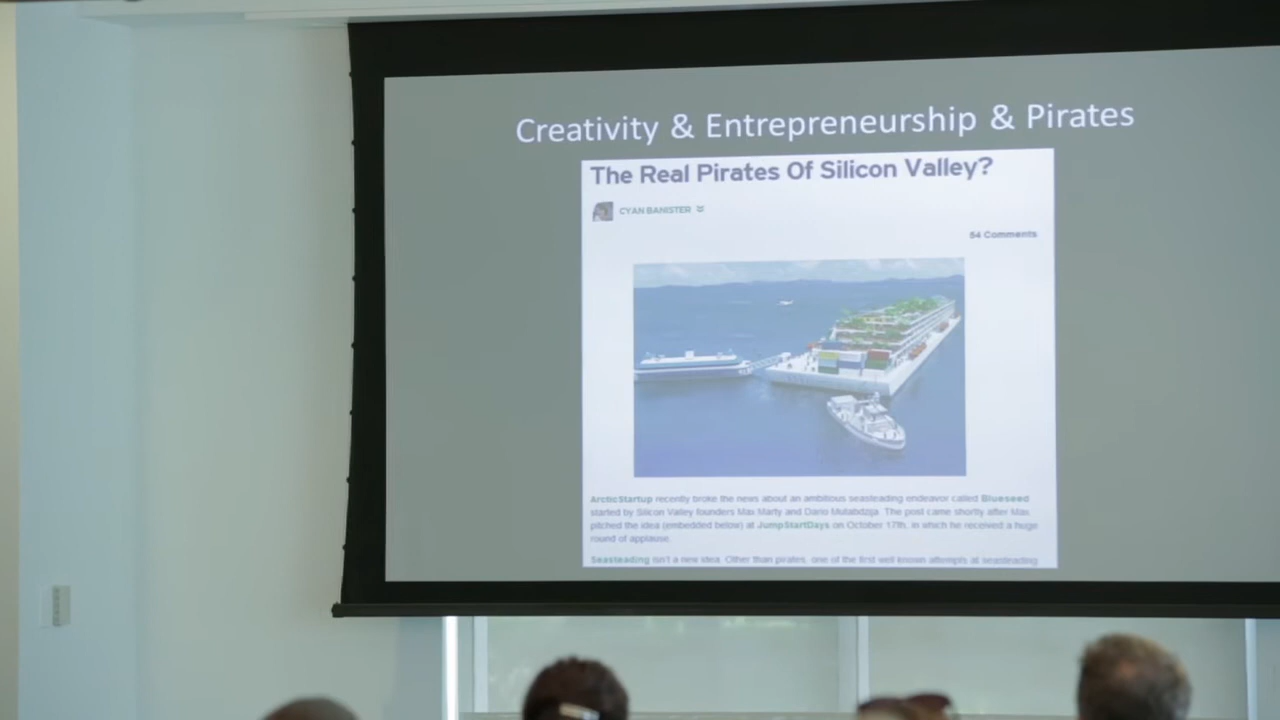 Creativity & Entrepreneurship & Pirates
The Real Pirates Of Silicon Valley?
CYAN BANISTER
54 Comments
ArcticStartup recently broke the news about an ambitious seasteading endeavor called Blueseed
started by Silicon Valley founders Max Marty and Dario Mutabdzija. The post came shortly after Max
pitched the idea (embedded below) at JumpStartDays on October 17th, in which he received a huge
round of applause.
Seasteading isn't a new idea. Other than pirates, one of the first well known attempts at seasteading